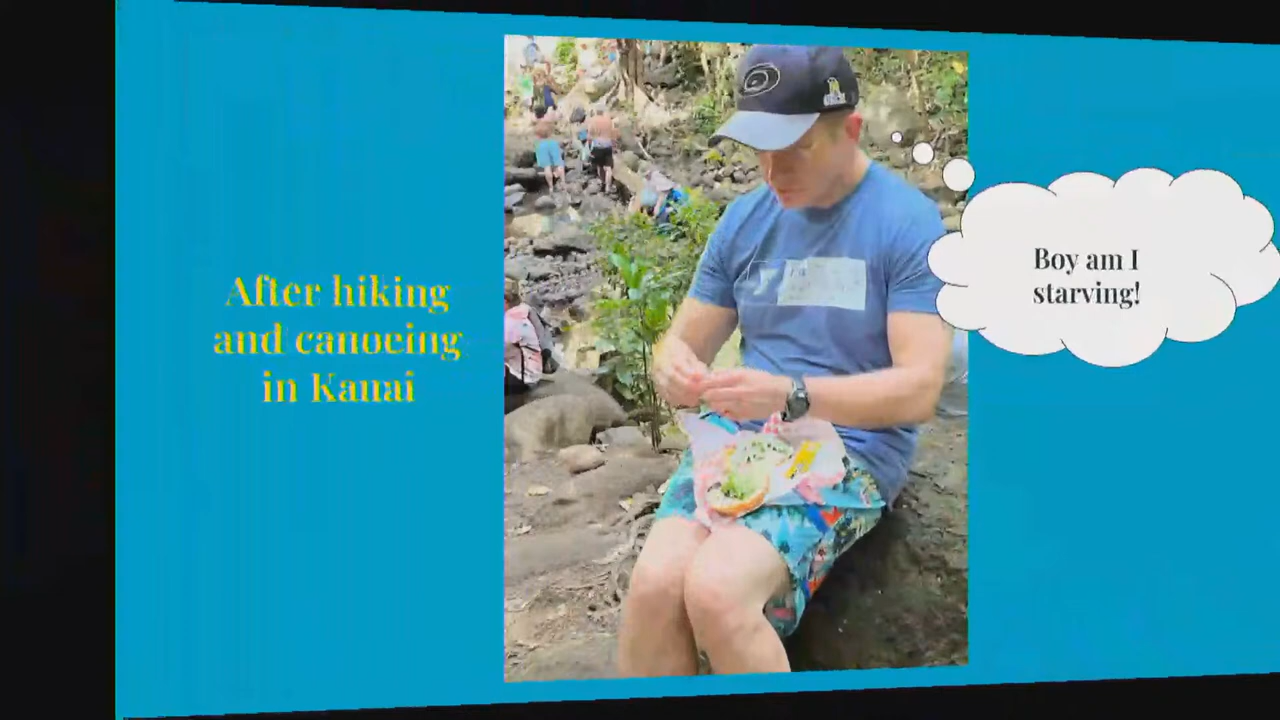 After hiking
and canoeing
in Kauai
Boy am I
starving!